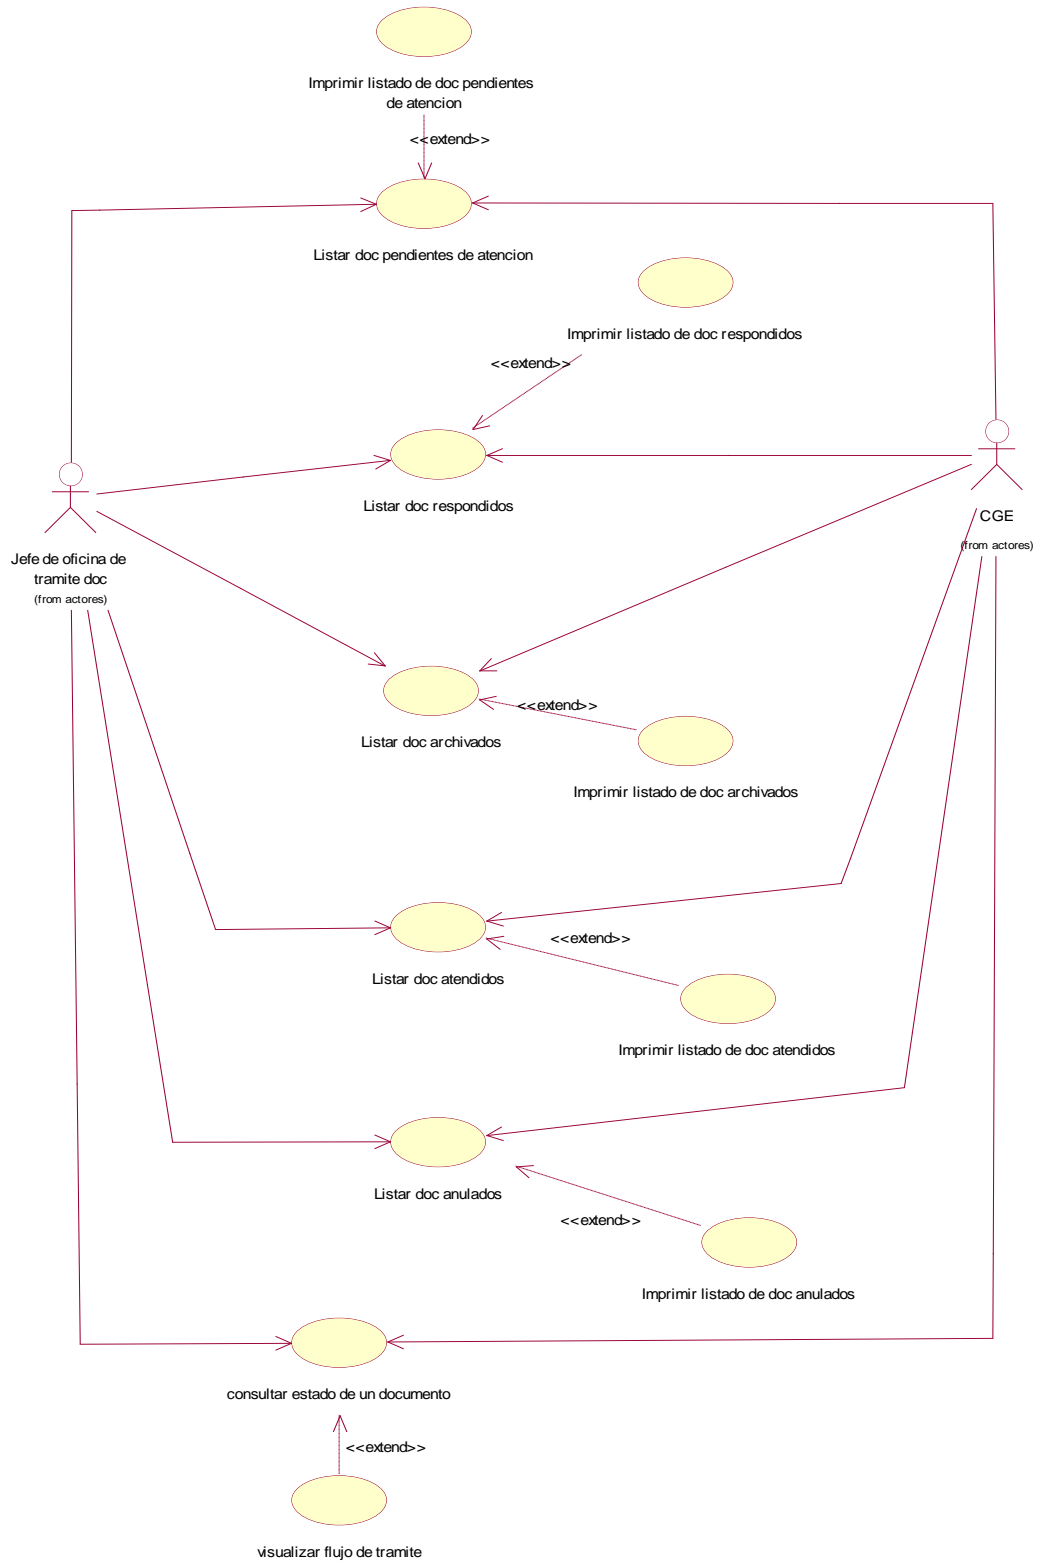 Imprimir listado de doc pendientes
de atencion
<<extend>>
Listar doc pendientes de atencion
Imprimir listado de doc respondidos
<<extend>>
Listar doc respondidos
CGE
(from actores)
Jefe de oficina de
tramite doc
(from actores)
<<extend>>
Listar doc archivados
Imprimir listado de doc archivados
<<extend>>
Listar doc atendidos
Imprimir listado de doc atendidos
Listar doc anulados
<<extend>>
Imprimir listado de doc anulados
consultar estado de un documento
<<extend>>
visualizar flujo de tramite